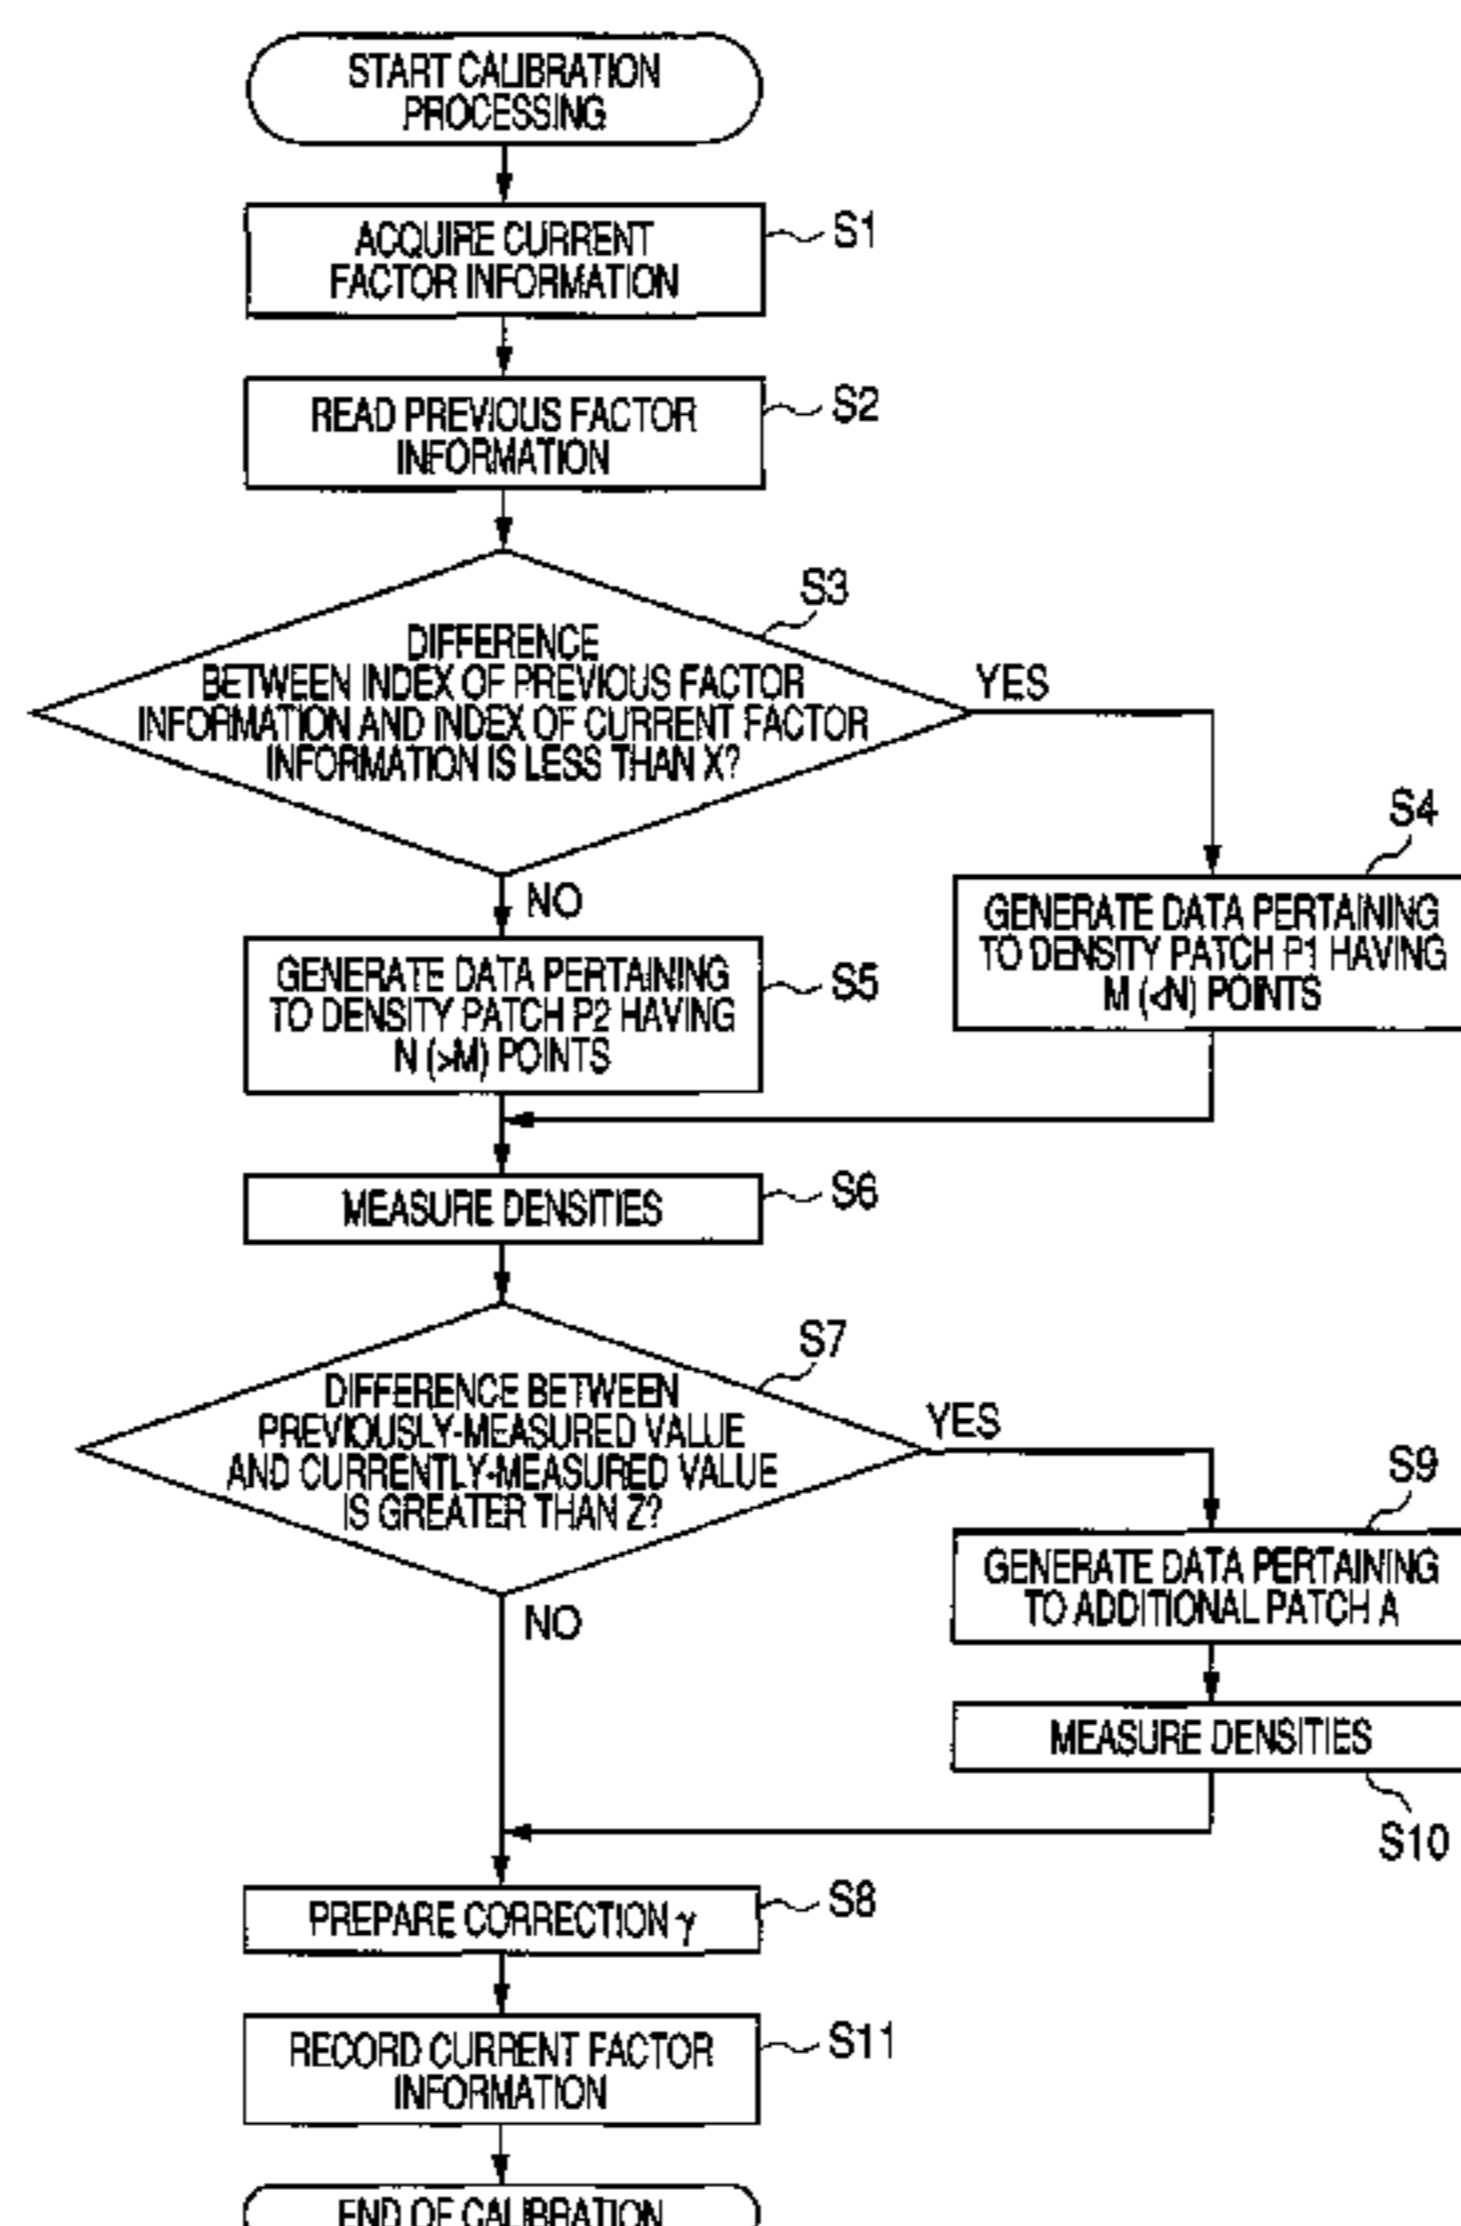 START CALIBRATION
PROCESSING
ACQUIRE CURRENT
FACTOR INFORMATION
S1
READ PREVIOUS FACTOR
INFORMATION
S2
S3
DIFFERENCE
BETWEEN INDEX OF PREVIOUS FACTOR
INFORMATION AND INDEX OF CURRENT FACTOR
INFORMATION IS LESS THAN X?
YES
NO
S4
GENERATE DATA PERTAINING
TO DENSITY PATCH P1 HAVING
M (<N) POINTS
GENERATE DATA PERTAINING
TO DENSITY PATCH P2 HAVING
N (>M) POINTS
S5
MEASURE DENSITIES
S6
S7
DIFFERENCE BETWEEN
PREVIOUSLY-MEASURED VALUE
AND CURRENTLY-MEASURED VALUE
IS GREATER THAN Z?
YES
NO
S9
GENERATE DATA PERTAINING
TO ADDITIONAL PATCH A
MEASURE DENSITIES
S10
PREPARE CORRECTION γ
S8
RECORD CURRENT FACTOR
INFORMATION
S11
END OF CALIBRATION